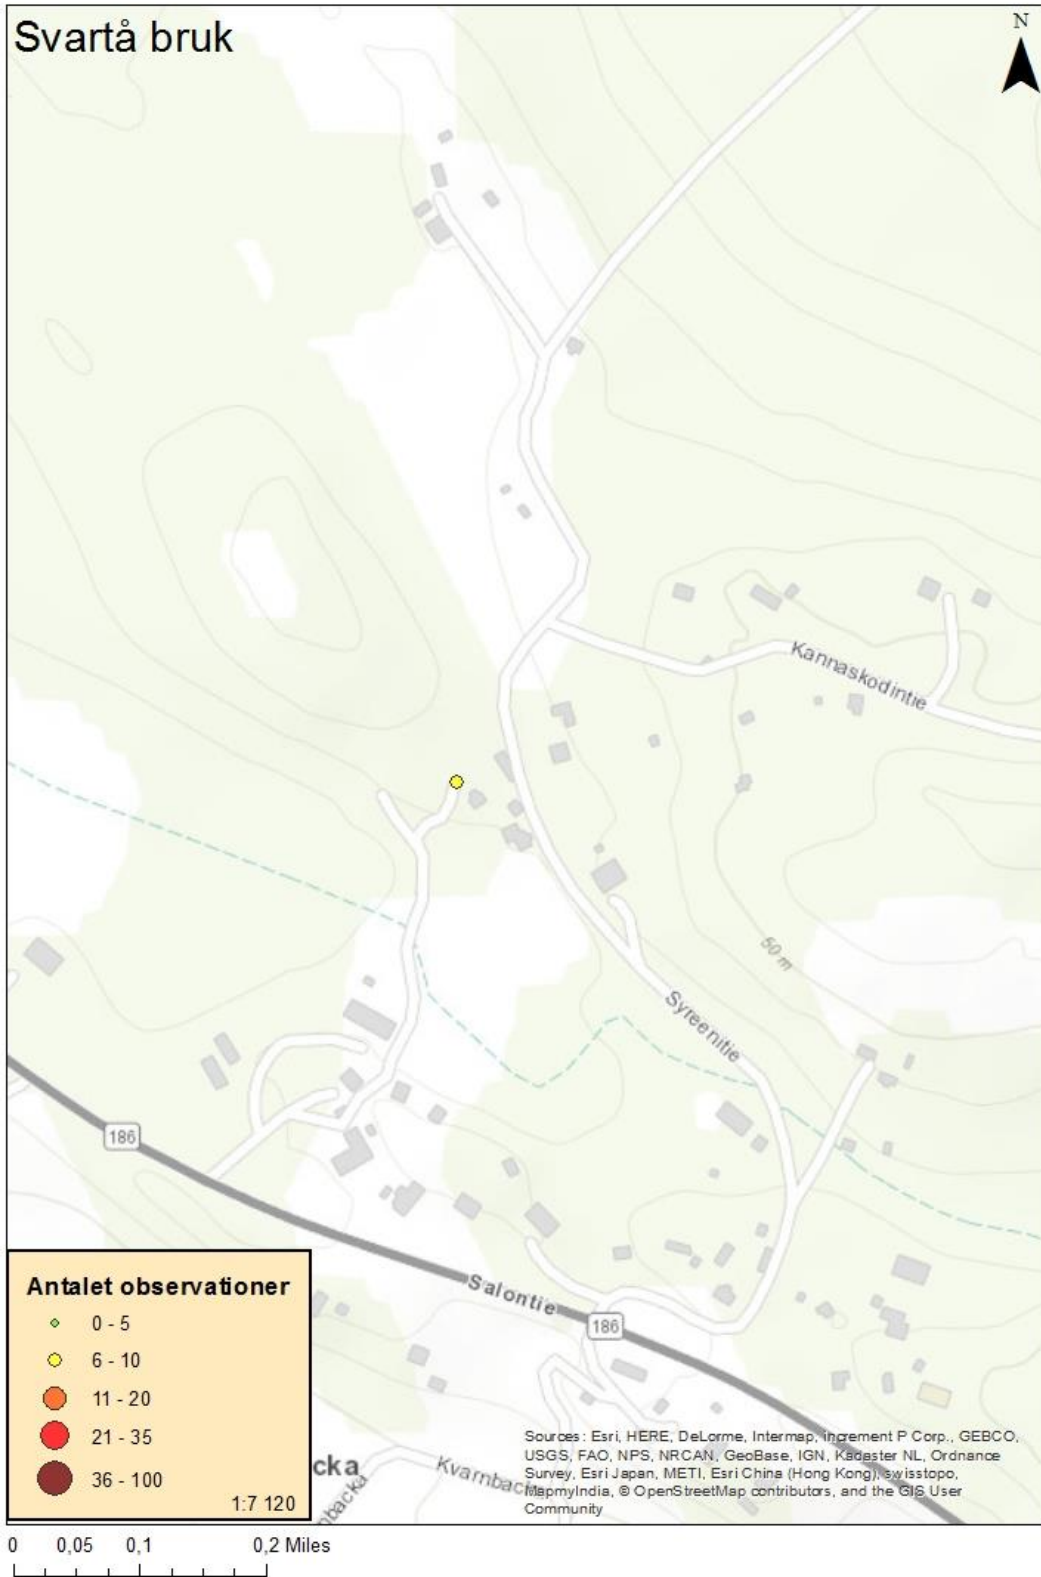 Svartå bruk
N
Kannaskodintie
50 m
Syreenitie
186
Salontie
186
Antalet observationer
0 - 5
6 - 10
11 - 20
21 - 35
36 - 100
1:7 120
cka
nbacka
Kvarnbacka
Sources: Esri, HERE, DeLorme, Intermap, increment P Corp., GEBCO,
USGS, FAO, NPS, NRCAN, GeoBase, IGN, Kadaster NL, Ordnance
Survey, Esri Japan, METI, Esri China (Hong Kong), swisstopo,
MapmyIndia, © OpenStreetMap contributors, and the GIS User
Community
0 0,05 0,1 0,2 Miles